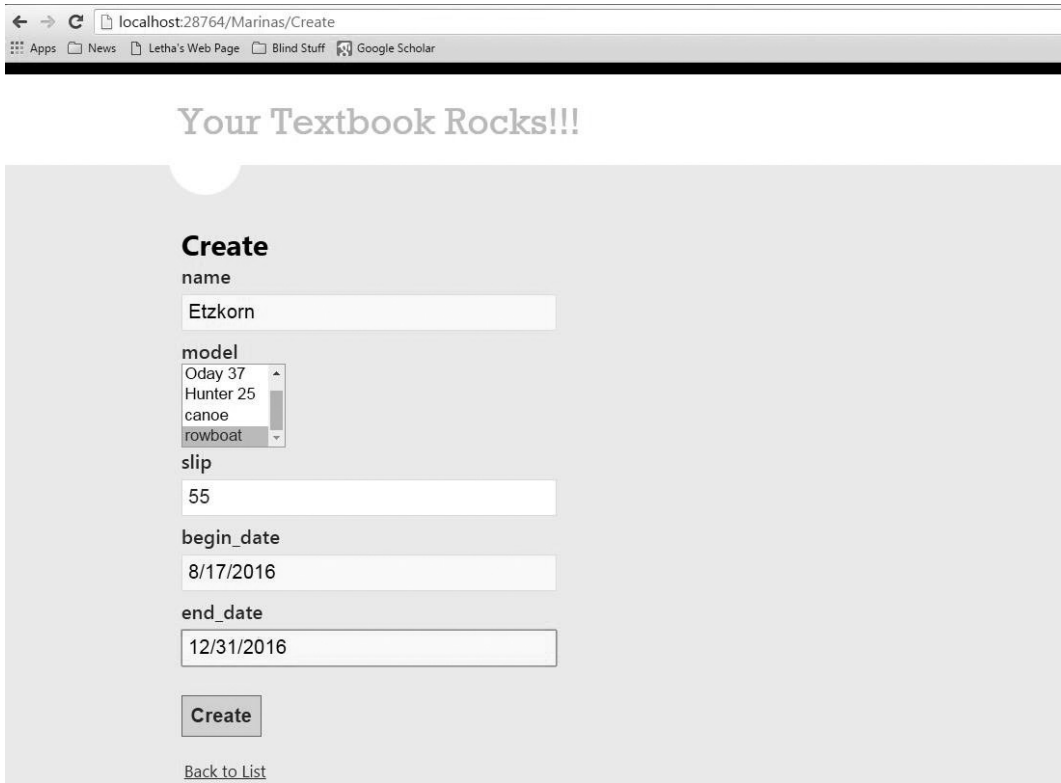 localhost:28764/Marinas/Create
Apps News Letha's Web Page Blind Stuff Google Scholar
Your Textbook Rocks!!!
Create
name
Etzkorn
model
Oday 37
Hunter 25
canoe
rowboat
slip
55
begin_date
8/17/2016
end_date
12/31/2016
Create
Back to List